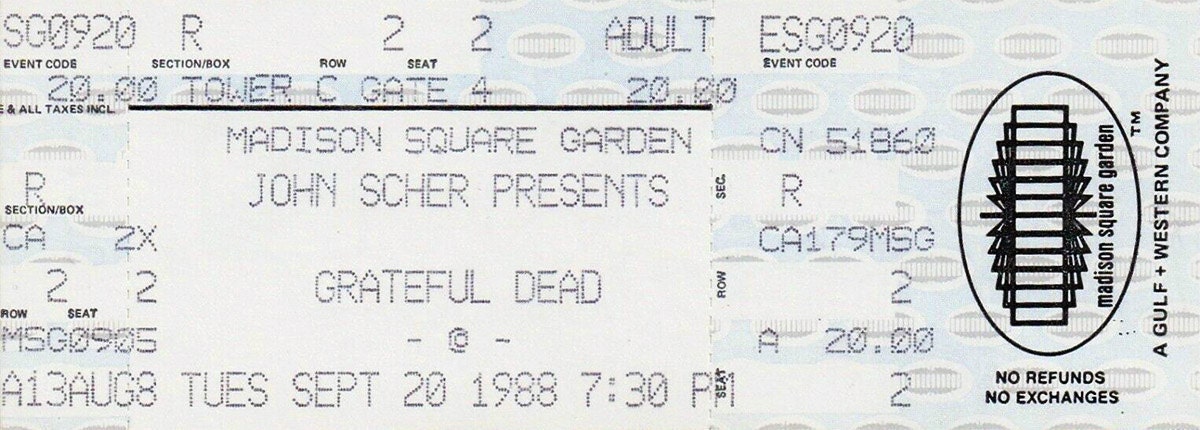 SG0920 R 2 2 ADULT ESG0920
EVENT CODE SECTION/BOX ROW SEAT EVENT CODE
20.00 TOWER C GATE 4 20.00
E & ALL TAXES INCL.
MADISON SQUARE GARDEN CN 51860
R JOHN SCHER PRESENTS SEC. R
SECTION/BOX
CA 2X CA179MSG
2 2 GRATEFUL DEAD ROW 2
ROW SEAT
MSG0905 - @ - A 20.00
A13AUG8 TUES SEPT 20 1988 7:30 PM SEAT 2
madison square garden
A GULF + WESTERN COMPANY ™
NO REFUNDS
NO EXCHANGES